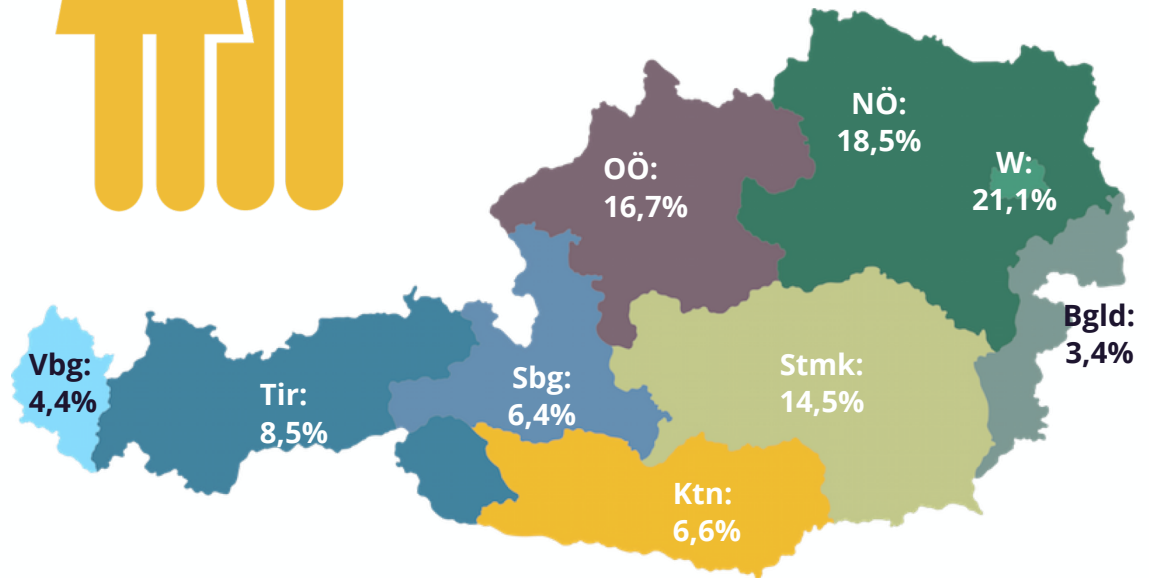 NÖ:
18,5%
W:
21,1%
OÖ:
16,7%
Bgld:
3,4%
Vbg:
4,4%
Tir:
8,5%
Sbg:
6,4%
Stmk:
14,5%
Ktn:
6,6%